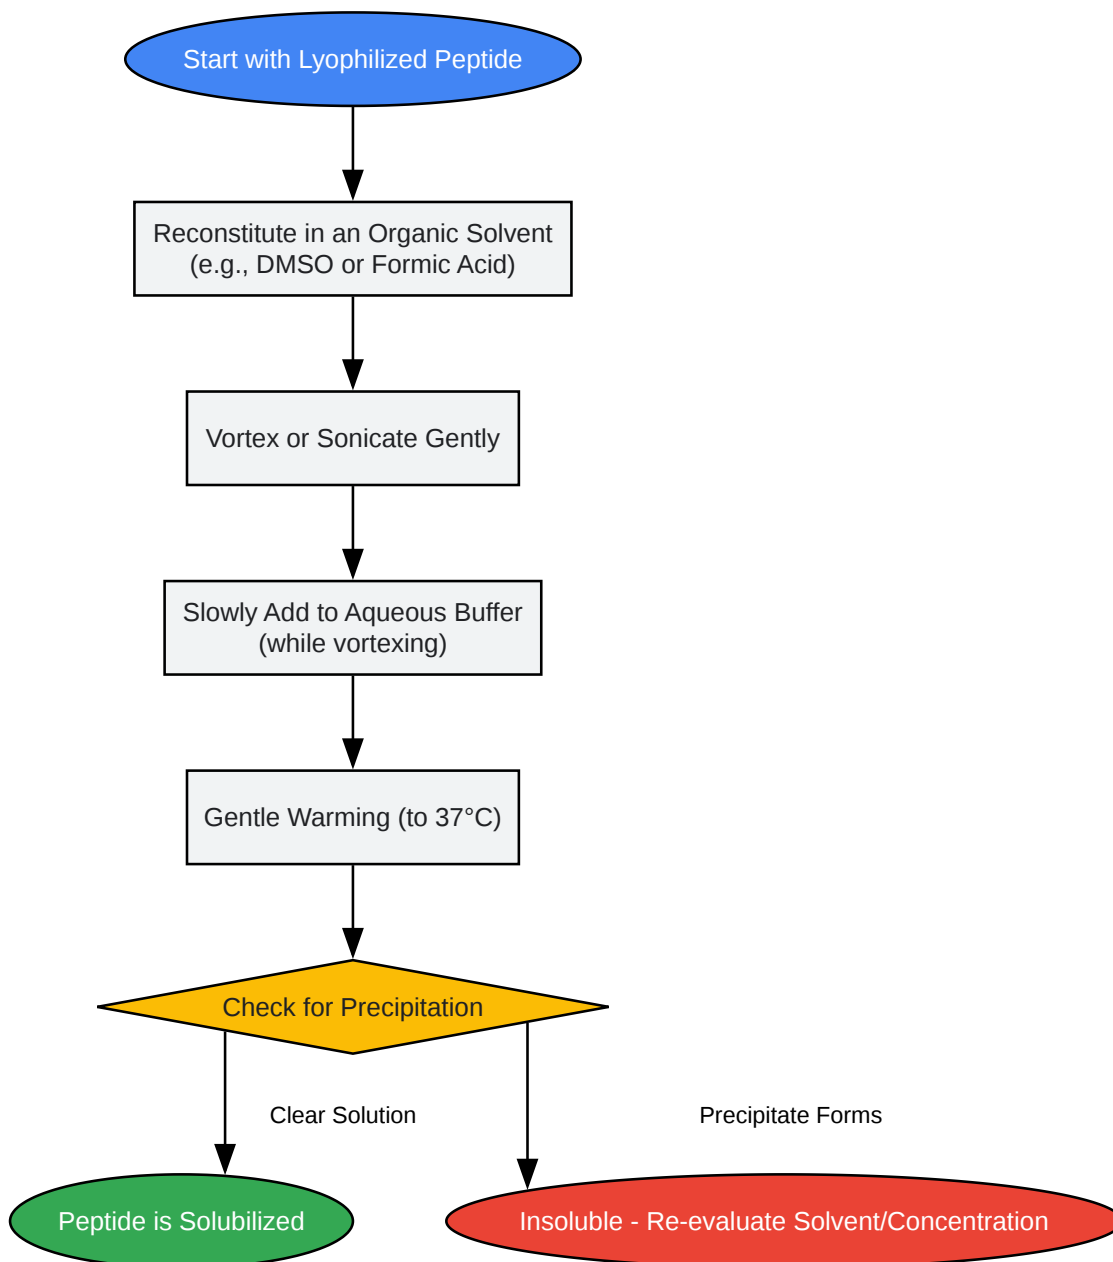 Start with Lyophilized Peptide
Reconstitute in an Organic Solvent
(e.g., DMSO or Formic Acid)
Vortex or Sonicate Gently
Slowly Add to Aqueous Buffer
(while vortexing)
Gentle Warming (to 37°C)
Check for Precipitation
Clear Solution
Precipitate Forms
Peptide is Solubilized
Insoluble - Re-evaluate Solvent/Concentration